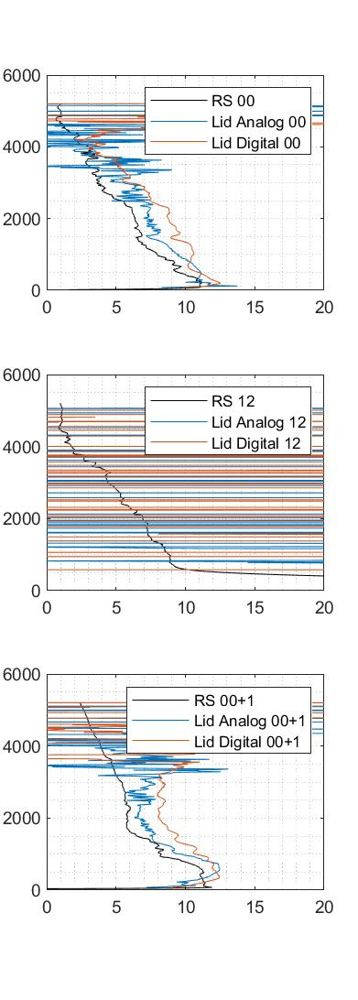 6000
RS 00
Lid Analog 00
Lid Digital 00
4000
2000
0
0 5 10 15 20
6000
RS 12
Lid Analog 12
Lid Digital 12
4000
2000
0
0 5 10 15 20
6000
RS 00+1
Lid Analog 00+1
Lid Digital 00+1
4000
2000
0
0 5 10 15 20